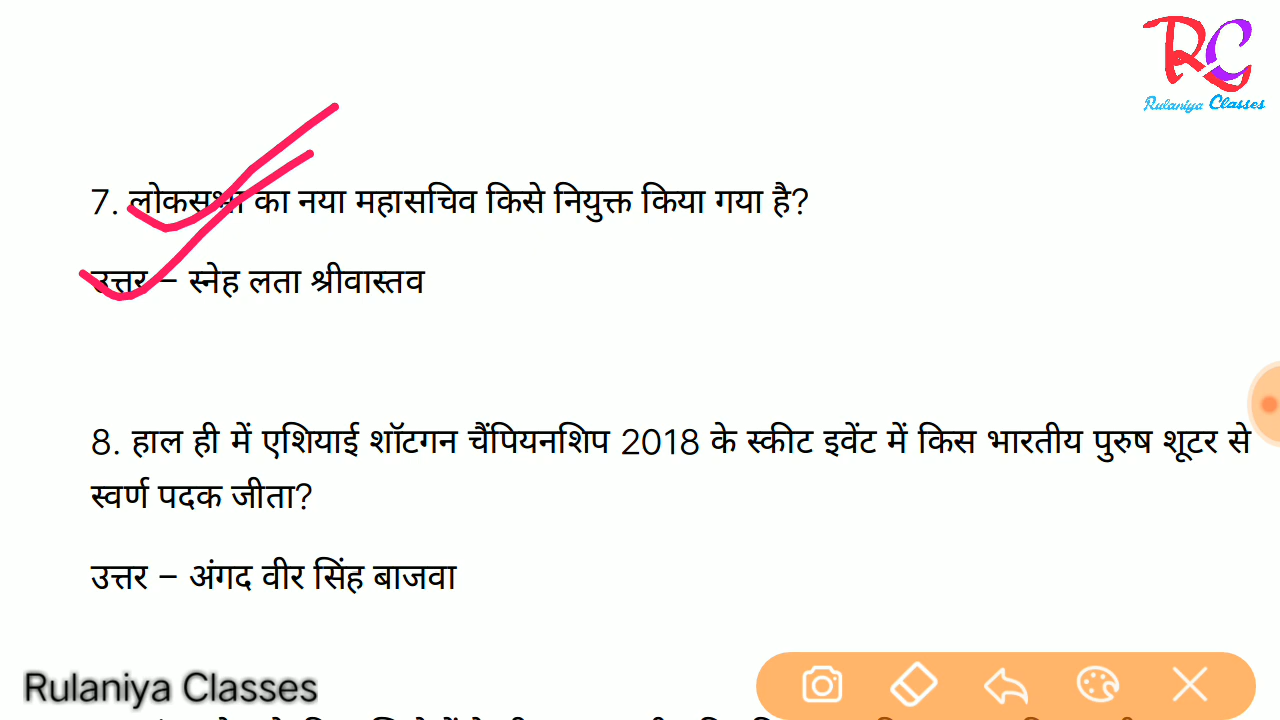 RG
Rulaniya Classes
7. लोकसभा का नया महासचिव किसे नियुक्त किया गया है?
उत्तर – स्नेह लता श्रीवास्तव
8. हाल ही में एशियाई शॉटगन चैंपियनशिप 2018 के स्कीट इवेंट में किस भारतीय पुरुष शूटर से
स्वर्ण पदक जीता?
उत्तर – अंगद वीर सिंह बाजवा
Rulaniya Classes